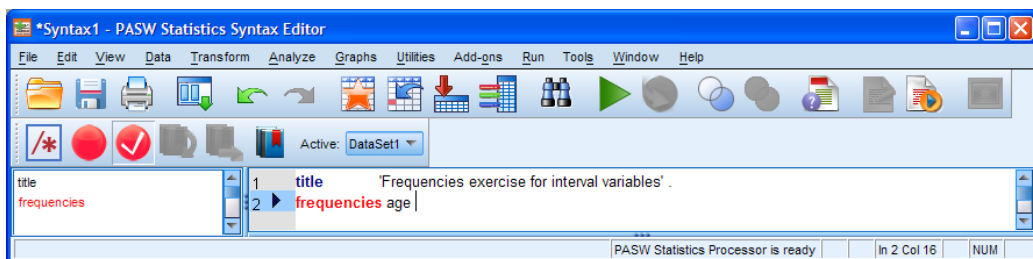 *Syntax1 - PASW Statistics Syntax Editor
File Edit View Data Transform Analyze Graphs Utilities Add-ons Run Tools Window Help
/*
Active: DataSet1
title
frequencies
1 title 'Frequencies exercise for interval variables' .
2 frequencies age
PASW Statistics Processor is ready In 2 Col 16 NUM